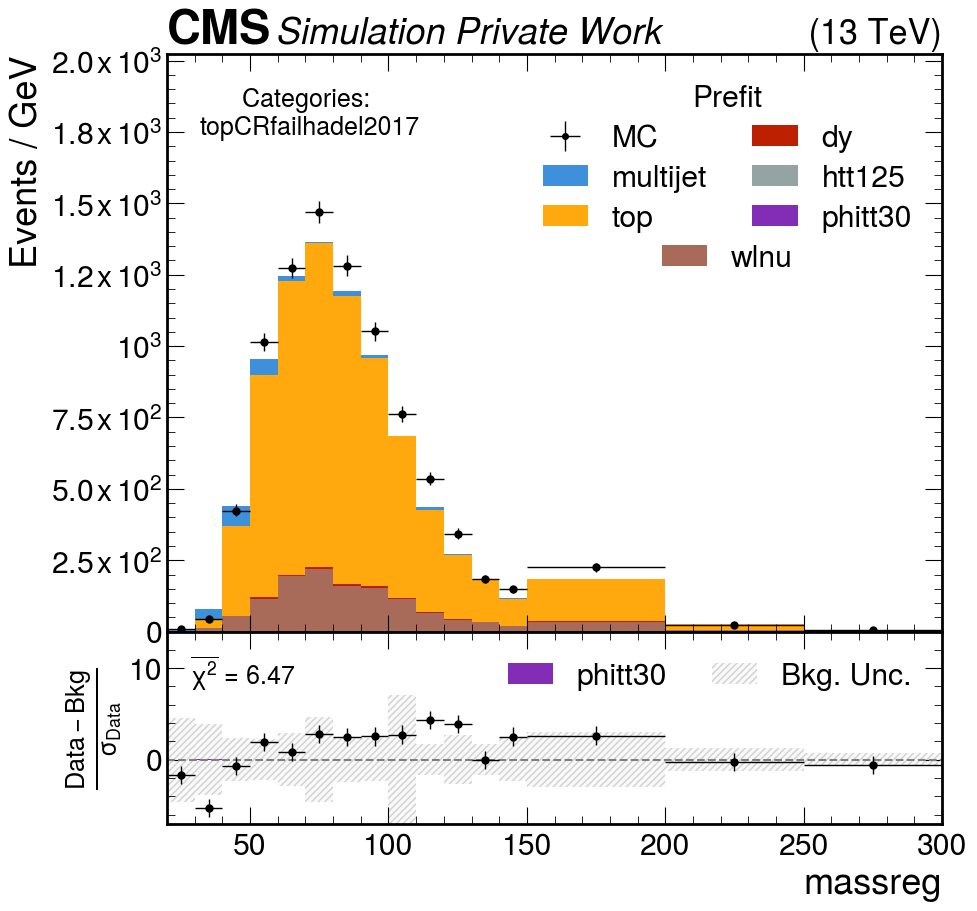 CMS Simulation Private Work (13 TeV)
Events / GeV
2.0 x 10³
1.8 x 10³
1.5 x 10³
1.2 x 10³
10³
7.5 x 10²
5.0 x 10²
2.5 x 10²
0
Categories:
topCRfailhadel2017
Prefit
MC dy
multijet htt125
top phitt30
wlnu
Data – Bkg
σData
10
0
χ² = 6.47
phitt30 Bkg. Unc.
50 100 150 200 250 300
massreg